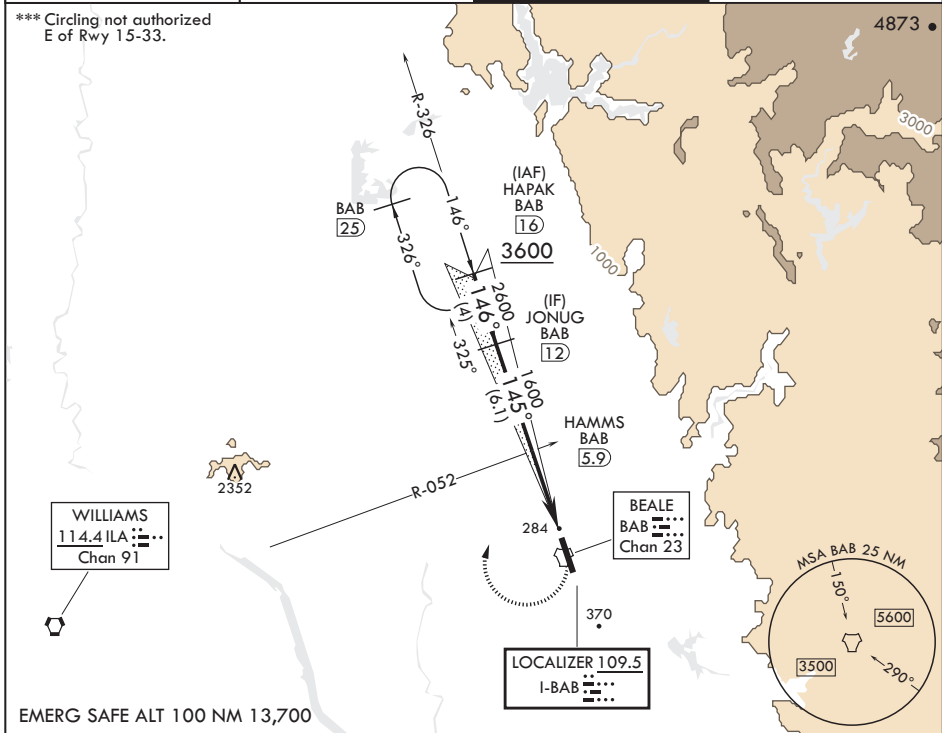 *** Circling not authorized
E of Rwy 15-33.
4873
3000
R-326
(IAF)
HAPAK
BAB
16
3600
BAB
25
146°
326°
1000
2600
146°
(4)
(IF)
JONUG
BAB
12
325°
1600
145°
(6.1)
HAMMS
BAB
5.9
2352
R-052
WILLIAMS
114.4 ILA
Chan 91
284
BEALE
BAB
Chan 23
MSA BAB 25 NM
150°
5600
3500
290°
370
LOCALIZER 109.5
I-BAB
EMERG SAFE ALT 100 NM 13,700